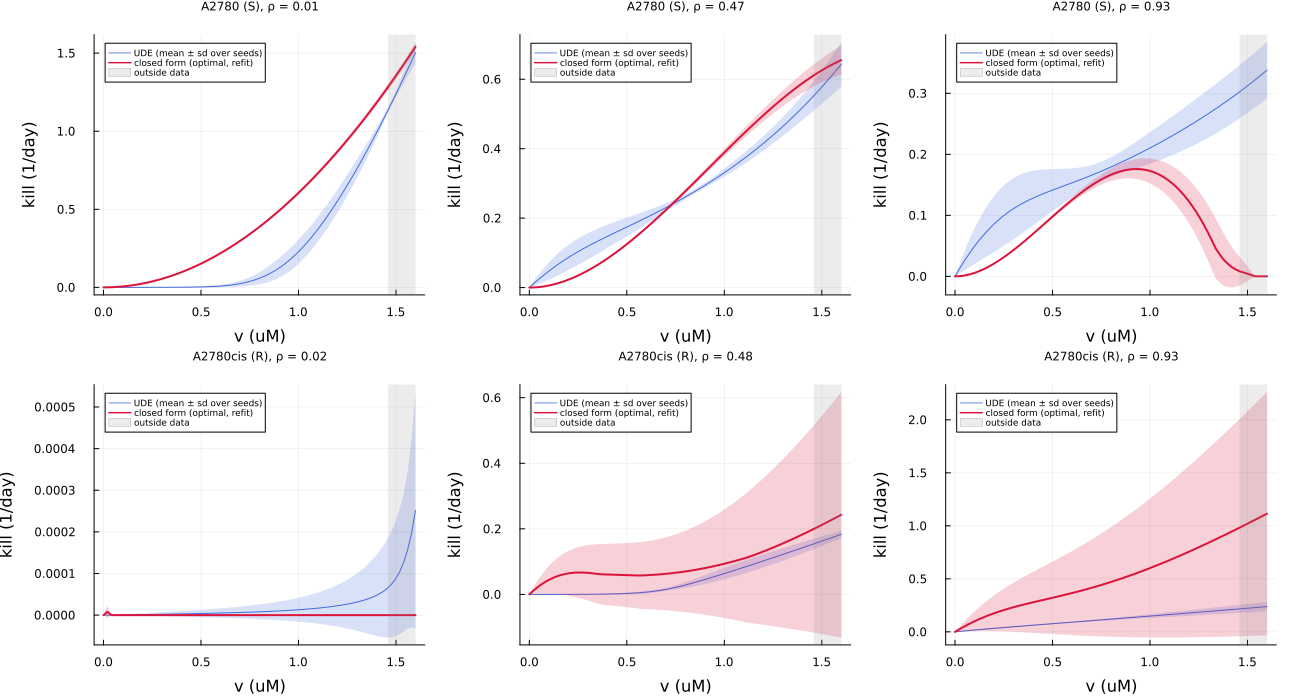 A2780 (S), ρ = 0.01
A2780 (S), ρ = 0.47
A2780 (S), ρ = 0.93
UDE (mean ± sd over seeds)
closed form (optimal, refit)
outside data
UDE (mean ± sd over seeds)
closed form (optimal, refit)
outside data
UDE (mean ± sd over seeds)
closed form (optimal, refit)
outside data
kill (1/day)
1.5
1.0
0.5
0.0
kill (1/day)
0.6
0.4
0.2
0.0
kill (1/day)
0.3
0.2
0.1
0.0
0.0 0.5 1.0 1.5
0.0 0.5 1.0 1.5
0.0 0.5 1.0 1.5
v (uM)
v (uM)
v (uM)
A2780cis (R), ρ = 0.02
A2780cis (R), ρ = 0.48
A2780cis (R), ρ = 0.93
UDE (mean ± sd over seeds)
closed form (optimal, refit)
outside data
UDE (mean ± sd over seeds)
closed form (optimal, refit)
outside data
UDE (mean ± sd over seeds)
closed form (optimal, refit)
outside data
kill (1/day)
0.0005
0.0004
0.0003
0.0002
0.0001
0.0000
kill (1/day)
0.6
0.4
0.2
0.0
kill (1/day)
2.0
1.5
1.0
0.5
0.0
0.0 0.5 1.0 1.5
0.0 0.5 1.0 1.5
0.0 0.5 1.0 1.5
v (uM)
v (uM)
v (uM)